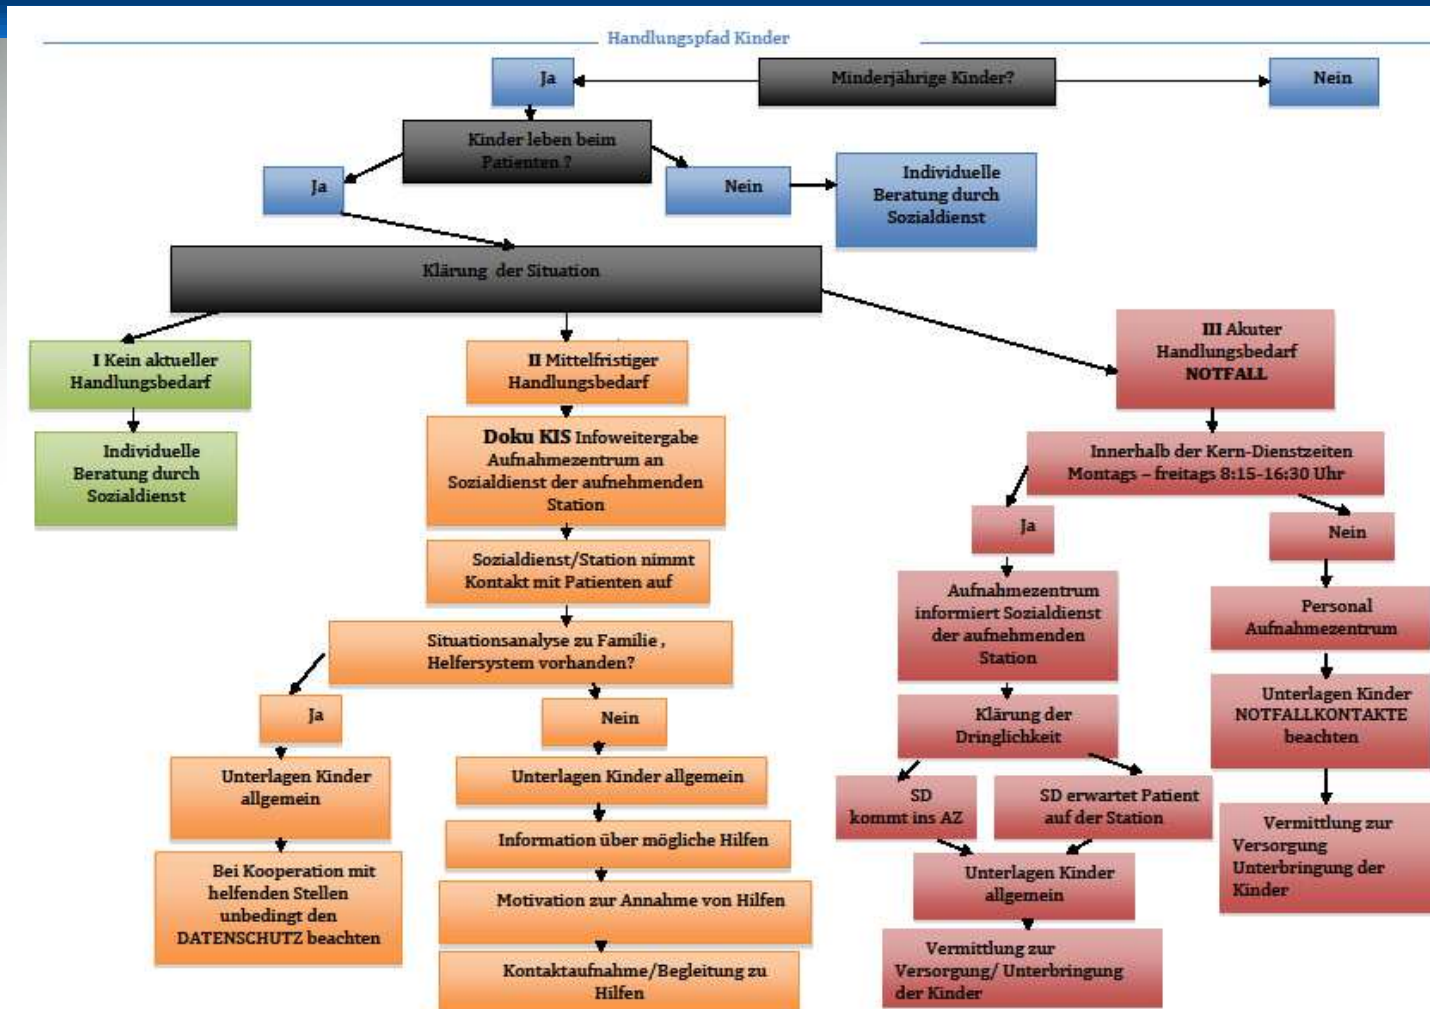 Handlungspfad Kinder
Minderjährige Kinder?
Ja
Nein
Kinder leben beim
Patienten ?
Ja
Nein
Individuelle
Beratung durch
Sozialdienst
Klärung der Situation
I Kein aktueller
Handlungsbedarf
Individuelle
Beratung durch
Sozialdienst
II Mittelfristiger
Handlungsbedarf
Doku KIS Infoweitergabe
Aufnahmezentrum an
Sozialdienst der aufnehmenden
Station
Sozialdienst/Station nimmt
Kontakt mit Patienten auf
Situationsanalyse zu Familie ,
Helfersystem vorhanden?
Ja
Unterlagen Kinder
allgemein
Bei Kooperation mit
helfenden Stellen
unbedingt den
DATENSCHUTZ beachten
Nein
Unterlagen Kinder allgemein
Information über mögliche Hilfen
Motivation zur Annahme von Hilfen
Kontaktaufnahme/Begleitung zu
Hilfen
III Akuter
Handlungsbedarf
NOTFALL
Innerhalb der Kern-Dienstzeiten
Montags – freitags 8:15-16:30 Uhr
Ja
Aufnahmezentrum
informiert Sozialdienst
der aufnehmenden
Station
Klärung der
Dringlichkeit
SD
kommt ins AZ
SD erwartet Patient
auf der Station
Unterlagen Kinder
allgemein
Vermittlung zur
Versorgung/ Unterbringung
der Kinder
Nein
Personal
Aufnahmezentrum
Unterlagen Kinder
NOTFALLKONTAKTE
beachten
Vermittlung zur
Versorgung
Unterbringung der
Kinder